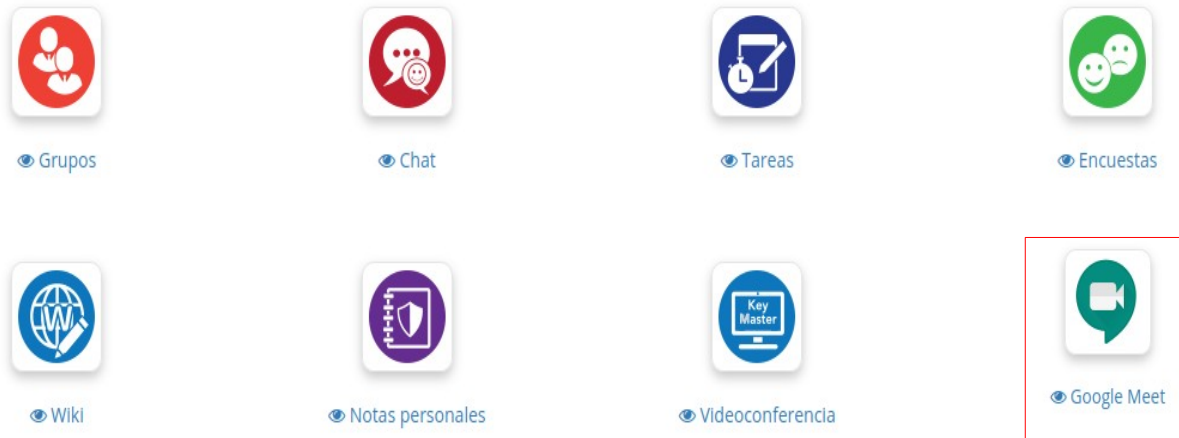 Grupos
Chat
Tareas
Encuestas
W
Key
Master
Wiki
Notas personales
Videoconferencia
Google Meet